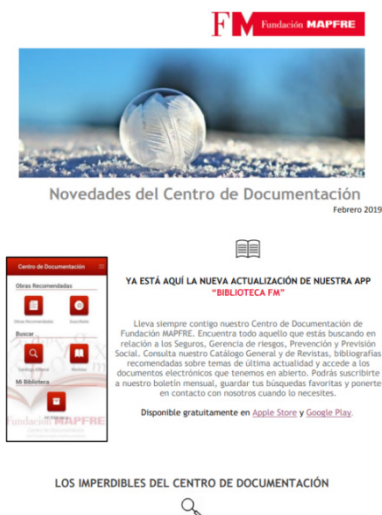 FM Fundación MAPFRE
Novedades del Centro de Documentación
Febrero 2019
Centro de Documentación
Obras Recomendadas
Buscar
Mi Biblioteca
Fundación MAPFRE
YA ESTÁ AQUÍ LA NUEVA ACTUALIZACIÓN DE NUESTRA APP
“BIBLIOTECA FM”
Lleva siempre contigo nuestro Centro de Documentación de
Fundación MAPFRE. Encuentra todo aquello que estás buscando en
relación a los Seguros, Gerencia de riesgos, Prevención y Previsión
Social. Consulta nuestro Catálogo General y de Revistas, bibliografías
recomendadas sobre temas de última actualidad y accede a los
documentos electrónicos que tenemos en abierto. Podrás suscribirte
a nuestro boletín mensual, guardar tus búsquedas favoritas y ponerte
en contacto con nosotros cuando lo necesites.
Disponible gratuitamente en Apple Store y Google Play.
LOS IMPERDIBLES DEL CENTRO DE DOCUMENTACIÓN